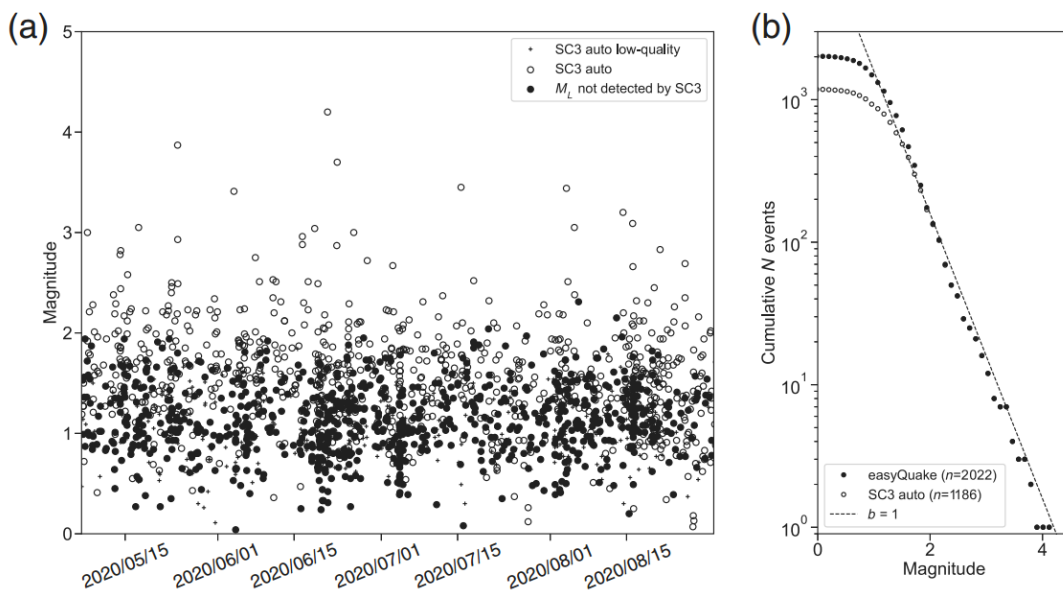 (a)
Magnitude
5
4
3
2
1
0
SC3 auto low-quality
SC3 auto
M_L not detected by SC3
2020/05/15
2020/06/01
2020/06/15
2020/07/01
2020/07/15
2020/08/01
2020/08/15
(b)
Cumulative N events
10^3
10^2
10^1
10^0
easyQuake (n=2022)
SC3 auto (n=1186)
b = 1
0
2
4
Magnitude